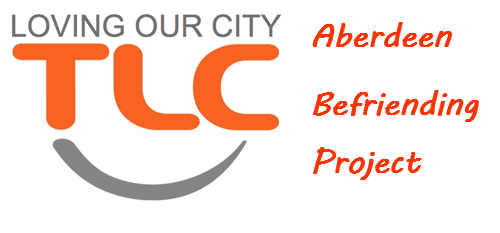 LOVING OUR CITY
TLC
Aberdeen
Befriending
Project